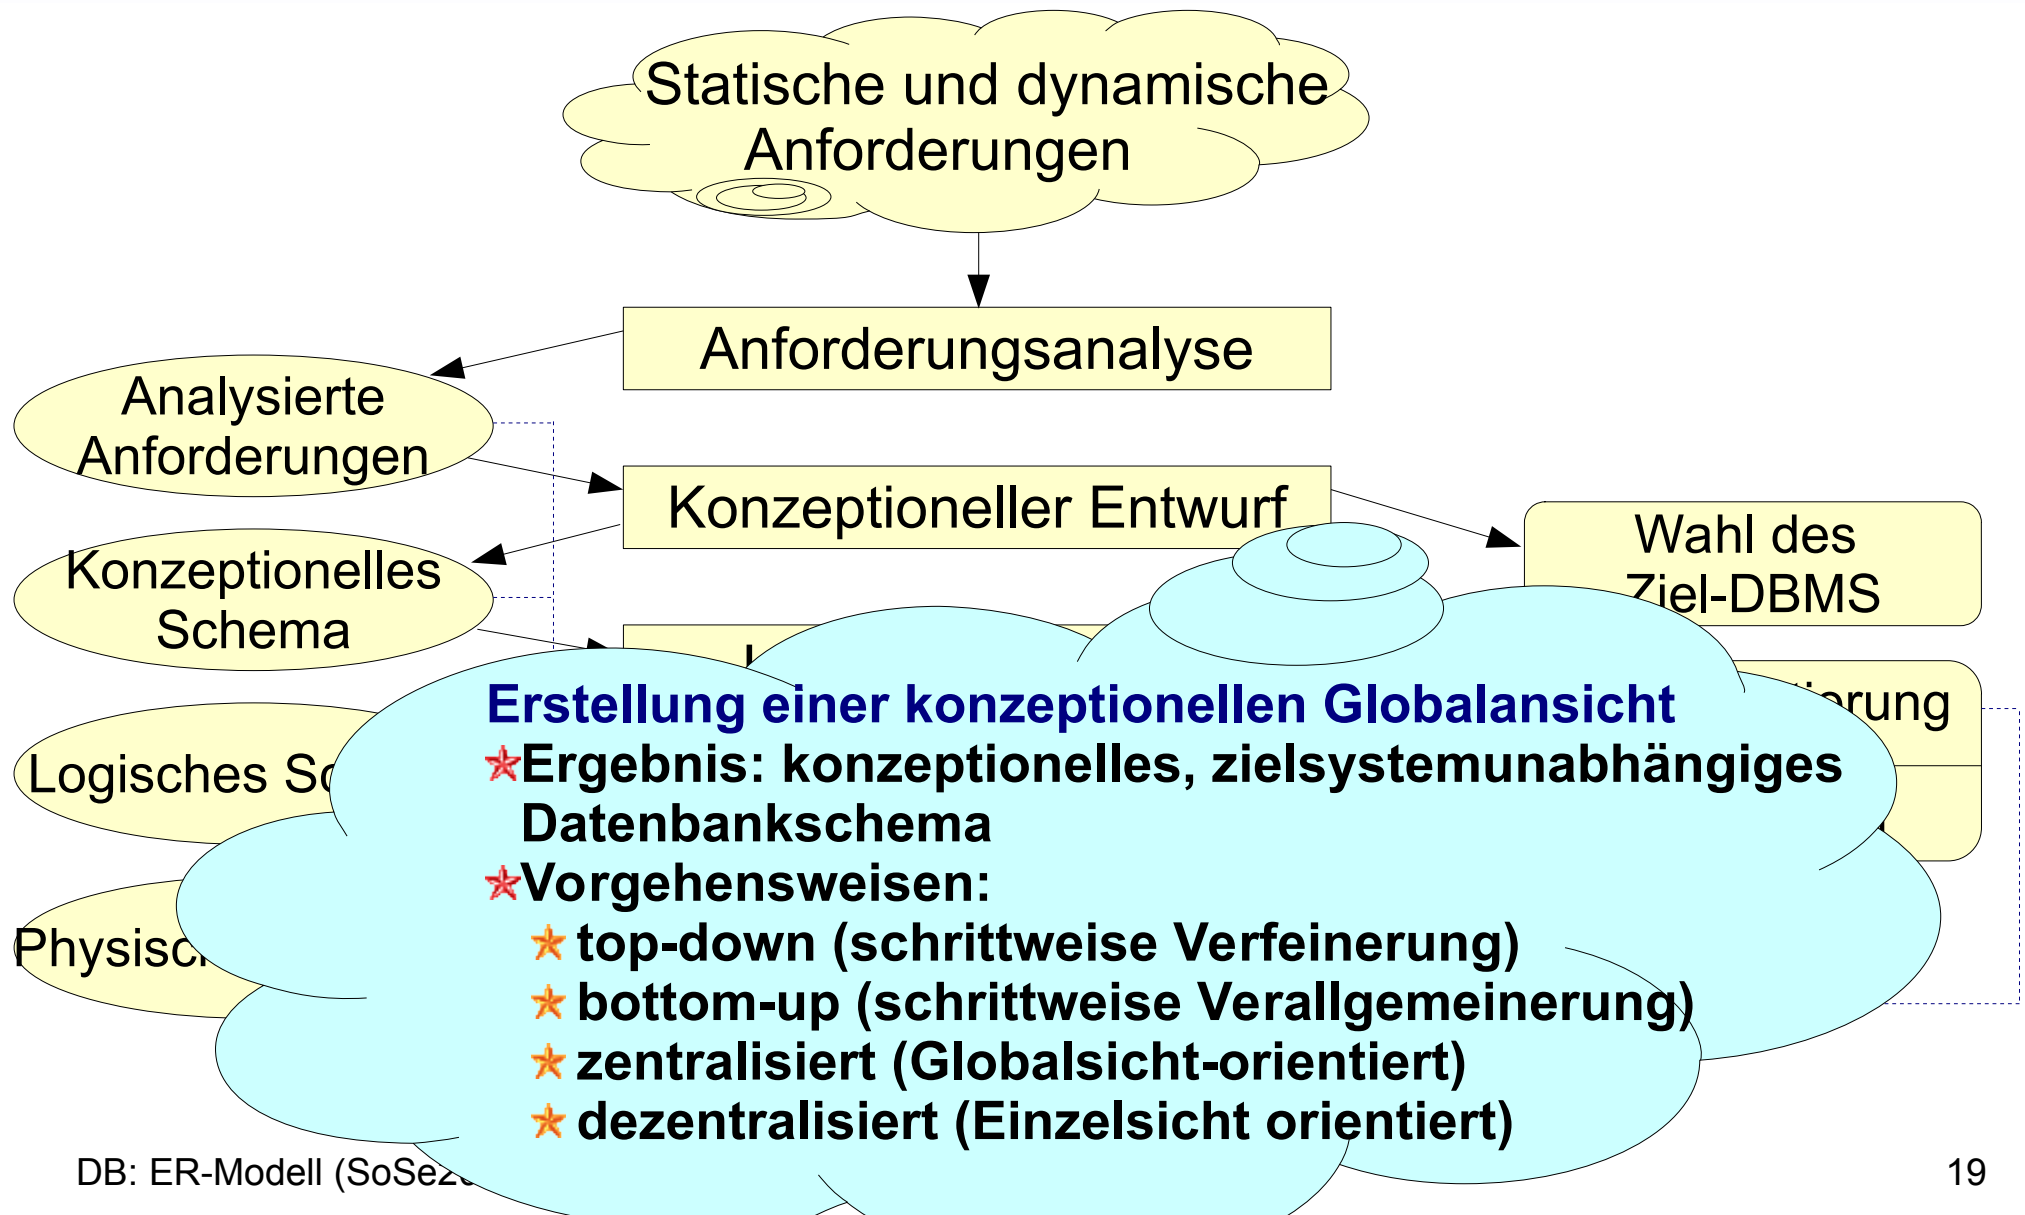 Statische und dynamische
Anforderungen
Anforderungsanalyse
Analysierte
Anforderungen
Konzeptioneller Entwurf
Wahl des
Ziel-DBMS
Konzeptionelles
Schema
Erstellung einer konzeptionellen Globalansicht
Ergebnis: konzeptionelles, zielsystemunabhängiges
Datenbankschema
Logisches
Vorgehensweisen:
top-down (schrittweise Verfeinerung)
bottom-up (schrittweise Verallgemeinerung)
zentralisiert (Globalsicht-orientiert)
dezentralisiert (Einzelsicht orientiert)
DB: ER-Modell
19